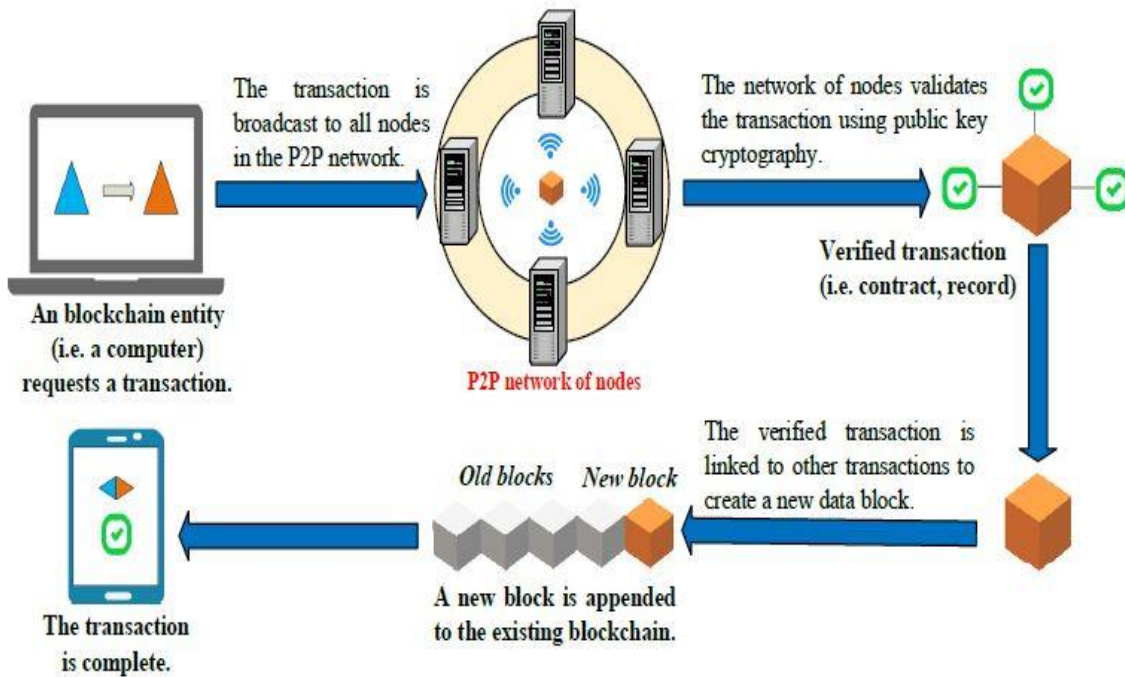 The transaction is
broadcast to all nodes
in the P2P network.
The network of nodes validates
the transaction using public key
cryptography.
Verified transaction
(i.e. contract, record)
An blockchain entity
(i.e. a computer)
requests a transaction.
P2P network of nodes
The verified transaction is
linked to other transactions to
create a new data block.
Old blocks
New block
A new block is appended
to the existing blockchain.
The transaction
is complete.